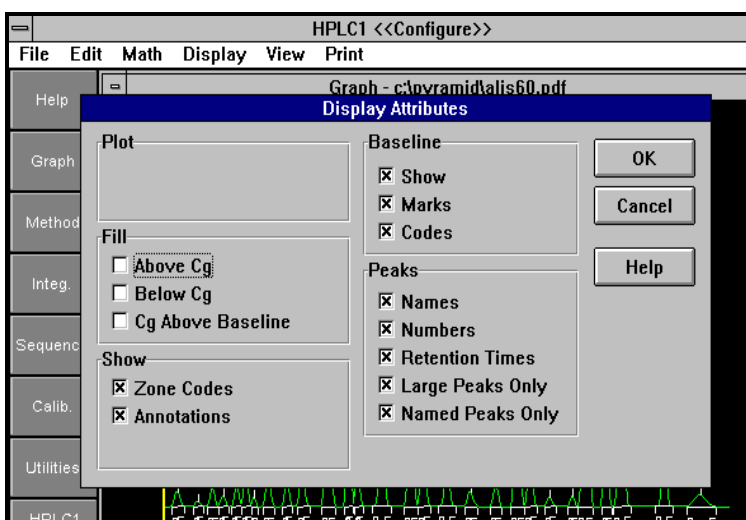 HPLC1 <<Configure>>
File Edit Math Display View Print
Graph - c:\pyramid\alis60.pdf
Help
Graph
Method
Integ.
Sequenc
Calib.
Utilities
HPLC1
Display Attributes
Plot
Fill
Above Cg
Below Cg
Cg Above Baseline
Show
Zone Codes
Annotations
Baseline
Show
Marks
Codes
Peaks
Names
Numbers
Retention Times
Large Peaks Only
Named Peaks Only
OK
Cancel
Help